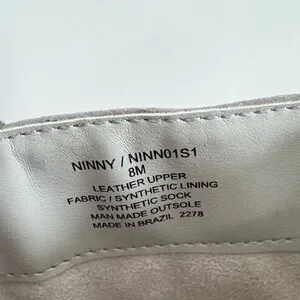 NINNY / NINN01S1
8M
LEATHER UPPER
FABRIC / SYNTHETIC LINING
SYNTHETIC SOCK
MAN MADE OUTSOLE
MADE IN BRAZIL 2278